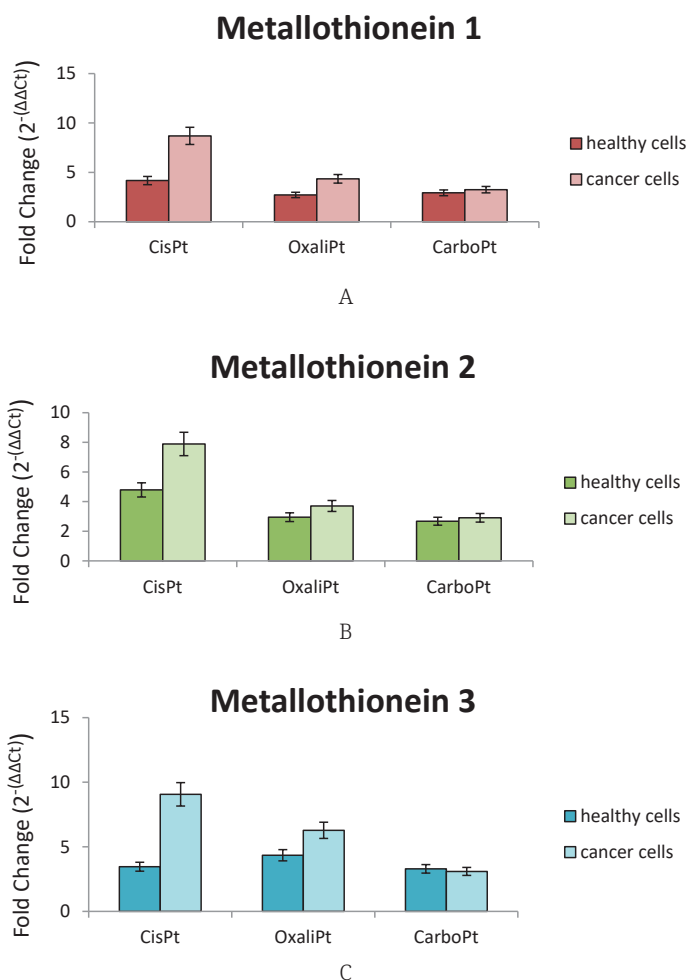 Metallothionein 1
Fold Change (2^-(ΔΔCt))
15
10
5
0
CisPt
OxaliPt
CarboPt
healthy cells
cancer cells
A
Metallothionein 2
Fold Change (2^-(ΔΔCt))
10
8
6
4
2
0
CisPt
OxaliPt
CarboPt
healthy cells
cancer cells
B
Metallothionein 3
Fold Change (2^-(ΔΔCt))
15
10
5
0
CisPt
OxaliPt
CarboPt
healthy cells
cancer cells
C